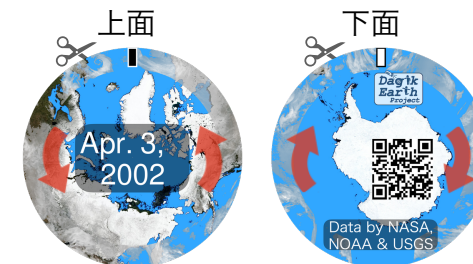 上面
下面
Dagik
Earth
Project
Apr. 3,
2002
Data by NASA,
NOAA & USGS